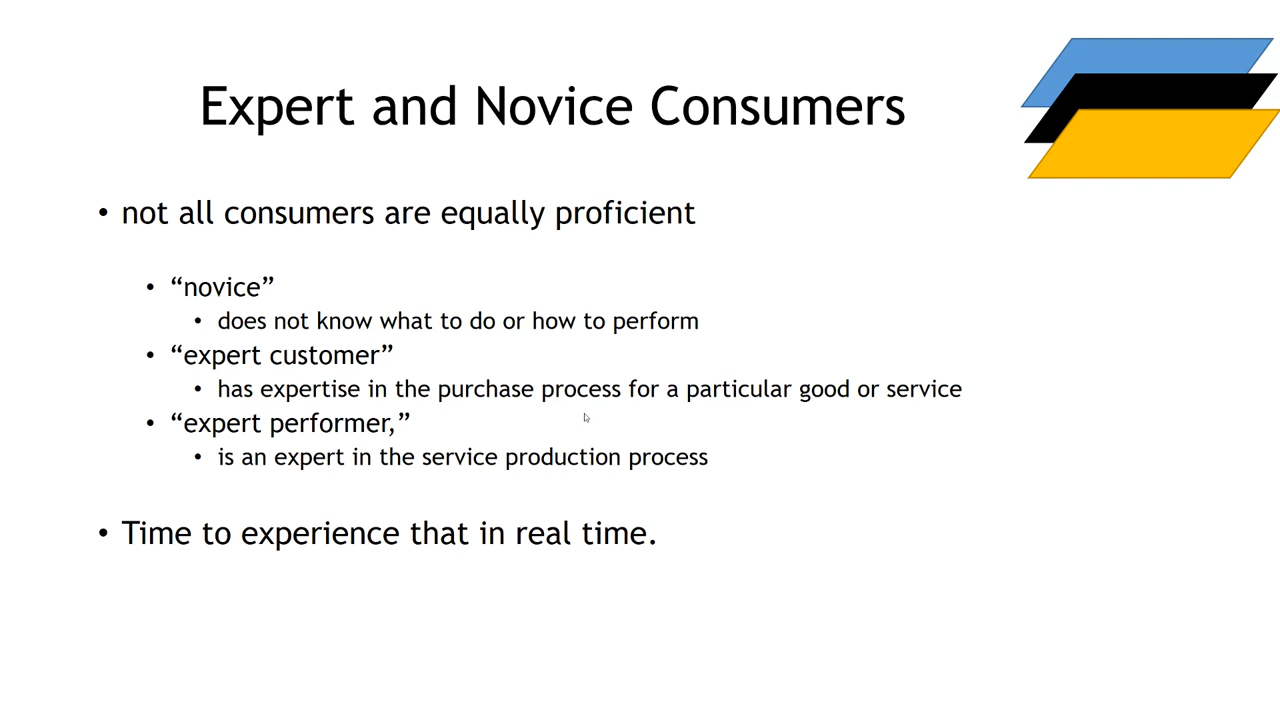 Expert and Novice Consumers
• not all consumers are equally proficient
• “novice”
• does not know what to do or how to perform
• “expert customer”
• has expertise in the purchase process for a particular good or service
• “expert performer,”
• is an expert in the service production process
• Time to experience that in real time.